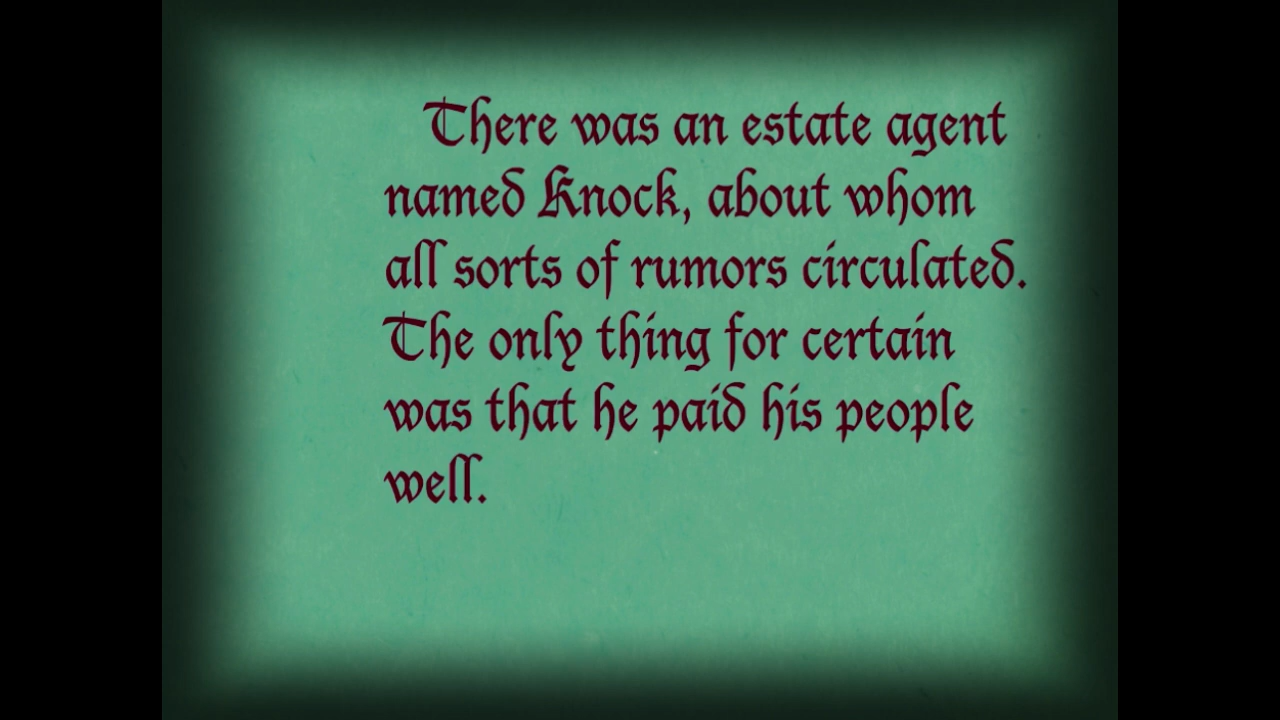 There was an estate agent
named Knock, about whom
all sorts of rumors circulated.
The only thing for certain
was that he paid his people
well.